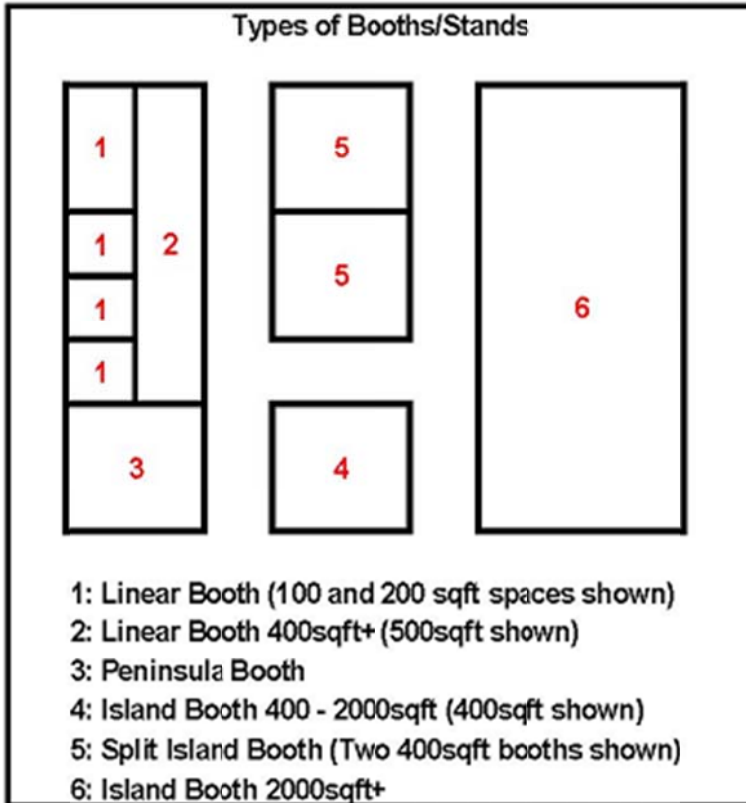 Types of Booths/Stands
1
5
1
2
5
1
6
1
3
4
1: Linear Booth (100 and 200 sqft spaces shown)
2: Linear Booth 400sqft+ (500sqft shown)
3: Peninsula Booth
4: Island Booth 400 - 2000sqft (400sqft shown)
5: Split Island Booth (Two 400sqft booths shown)
6: Island Booth 2000sqft+